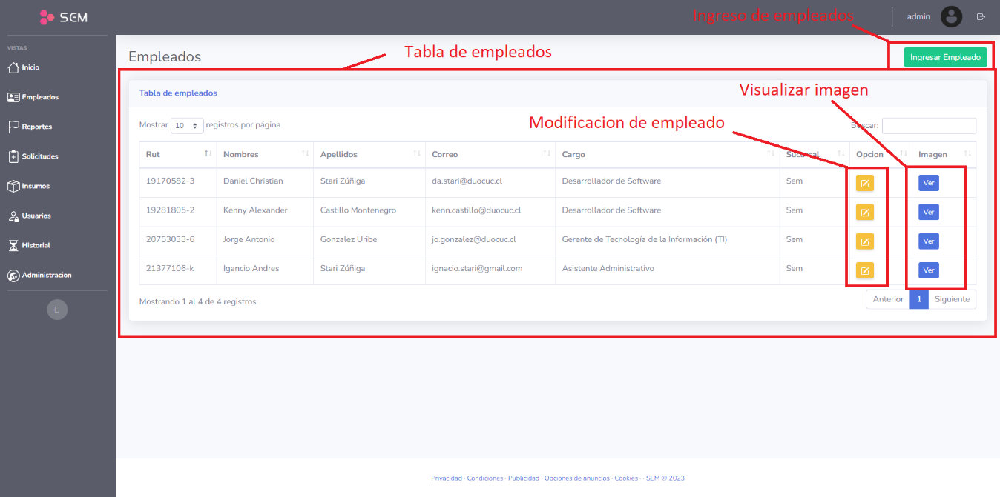 SEM
Ingreso de empleados
admin
VISTAS
Inicio
Empleados
Reportes
Solicitudes
Insumos
Usuarios
Historial
Administracion
Empleados
Tabla de empleados
Ingresar Empleado
Tabla de empleados
Visualizar imagen
Modificacion de empleado
Mostrar 10 registros por página
Buscar:
Rut Nombres Apellidos Correo Cargo Sucursal Opcion Imagen
19170582-3 Daniel Christian Stari Zúñiga da.stari@duocuc.cl Desarrollador de Software Sem Ver
19281805-2 Kenny Alexander Castillo Montenegro kenn.castillo@duocuc.cl Desarrollador de Software Sem Ver
20753033-6 Jorge Antonio Gonzalez Uribe jo.gonzalez@duocuc.cl Gerente de Tecnología de la Información (TI) Sem Ver
21377106-k Igancio Andres Stari Zúñiga ignacio.stari@gmail.com Asistente Administrativo Sem Ver
Mostrando 1 al 4 de 4 registros
Anterior 1 Siguiente
Privacidad · Condiciones · Publicidad · Opciones de anuncios · Cookies · · SEM ® 2023